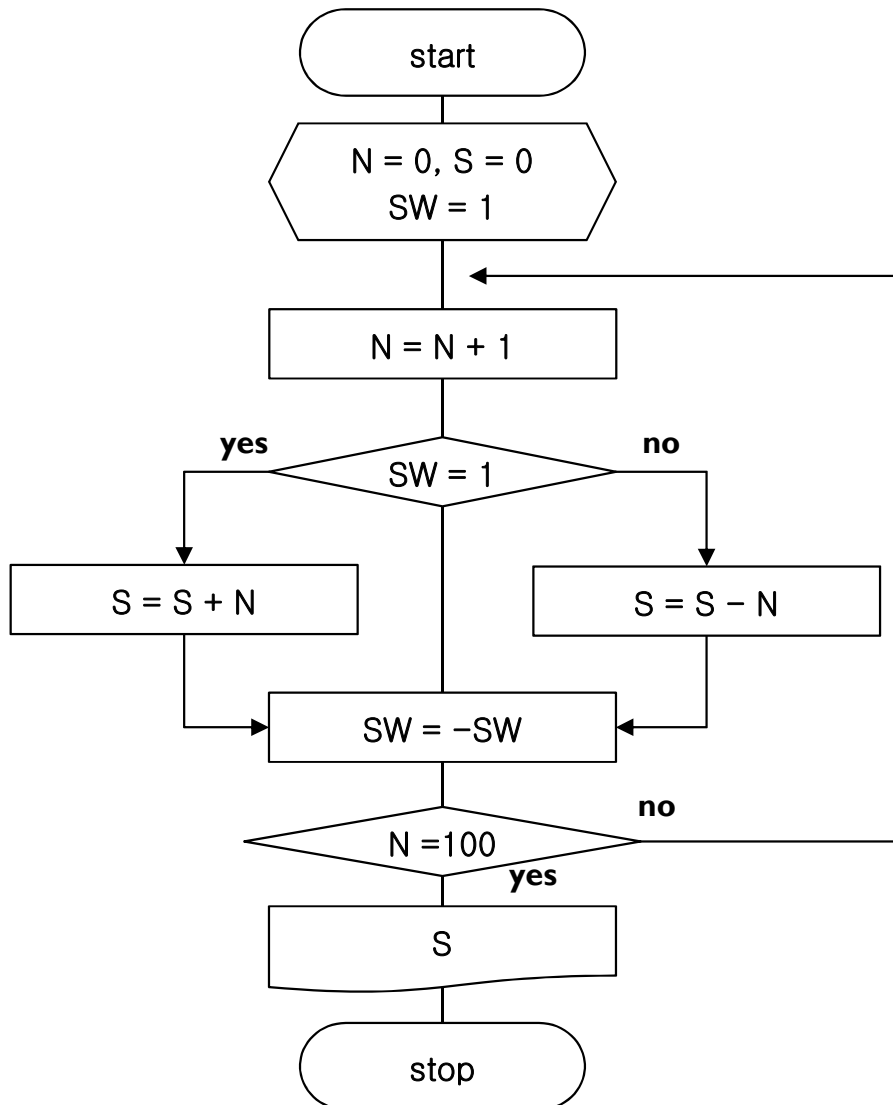 start
N = 0, S = 0
SW = 1
N = N + 1
yes
no
SW = 1
S = S + N
S = S − N
SW = −SW
no
N =100
yes
S
stop